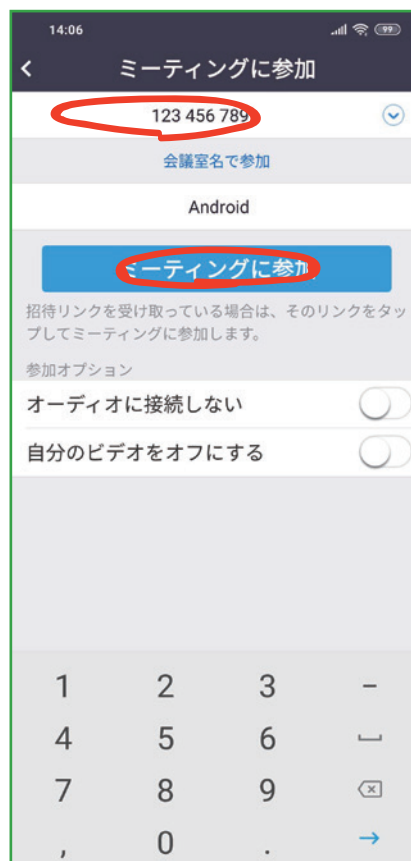 14:06
99
ミーティングに参加
123 456 789
会議室名で参加
Android
ミーティングに参加
招待リンクを受け取っている場合は、そのリンクをタッ
プしてミーティングに参加します。
参加オプション
オーディオに接続しない
自分のビデオをオフにする
1 2 3 -
4 5 6
7 8 9
, 0 .